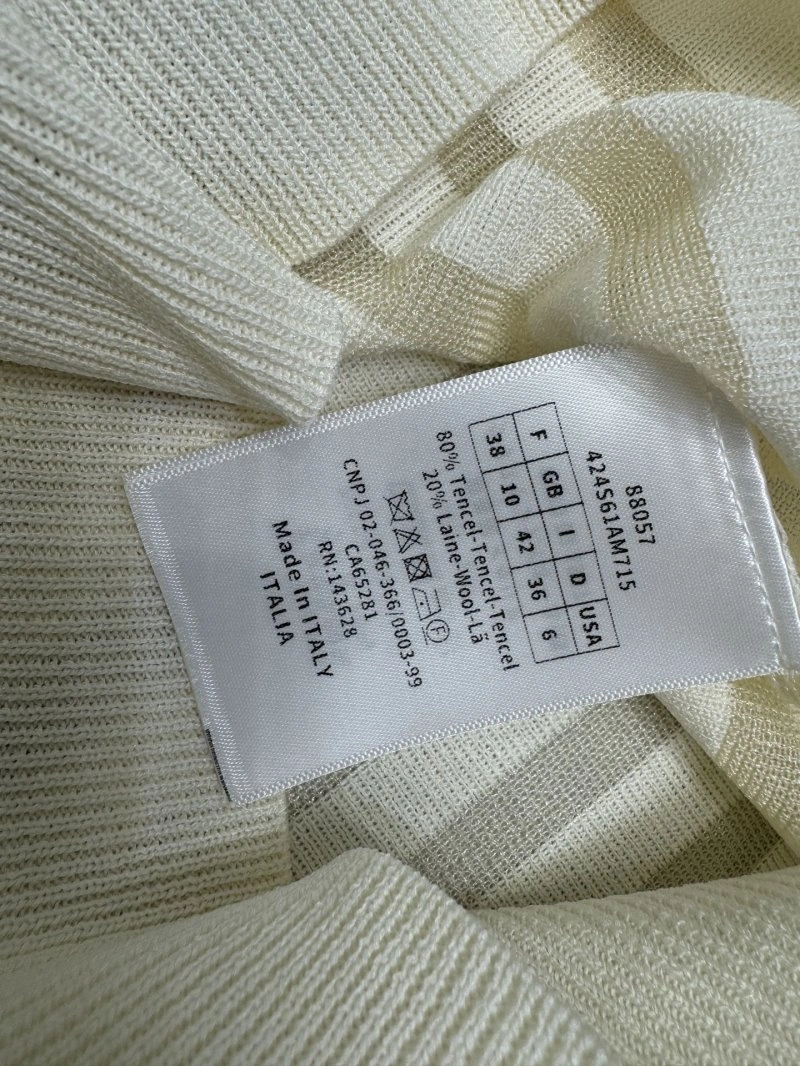 88057
424S61AM715
F GB I D USA
38 10 42 36 6
80% Tencel-Tencel-Tencel
20% Laine-Wool-Lã
F
CNPJ 02-046-366/0003-99
CA65281
RN:143628
Made In ITALY
ITALIA